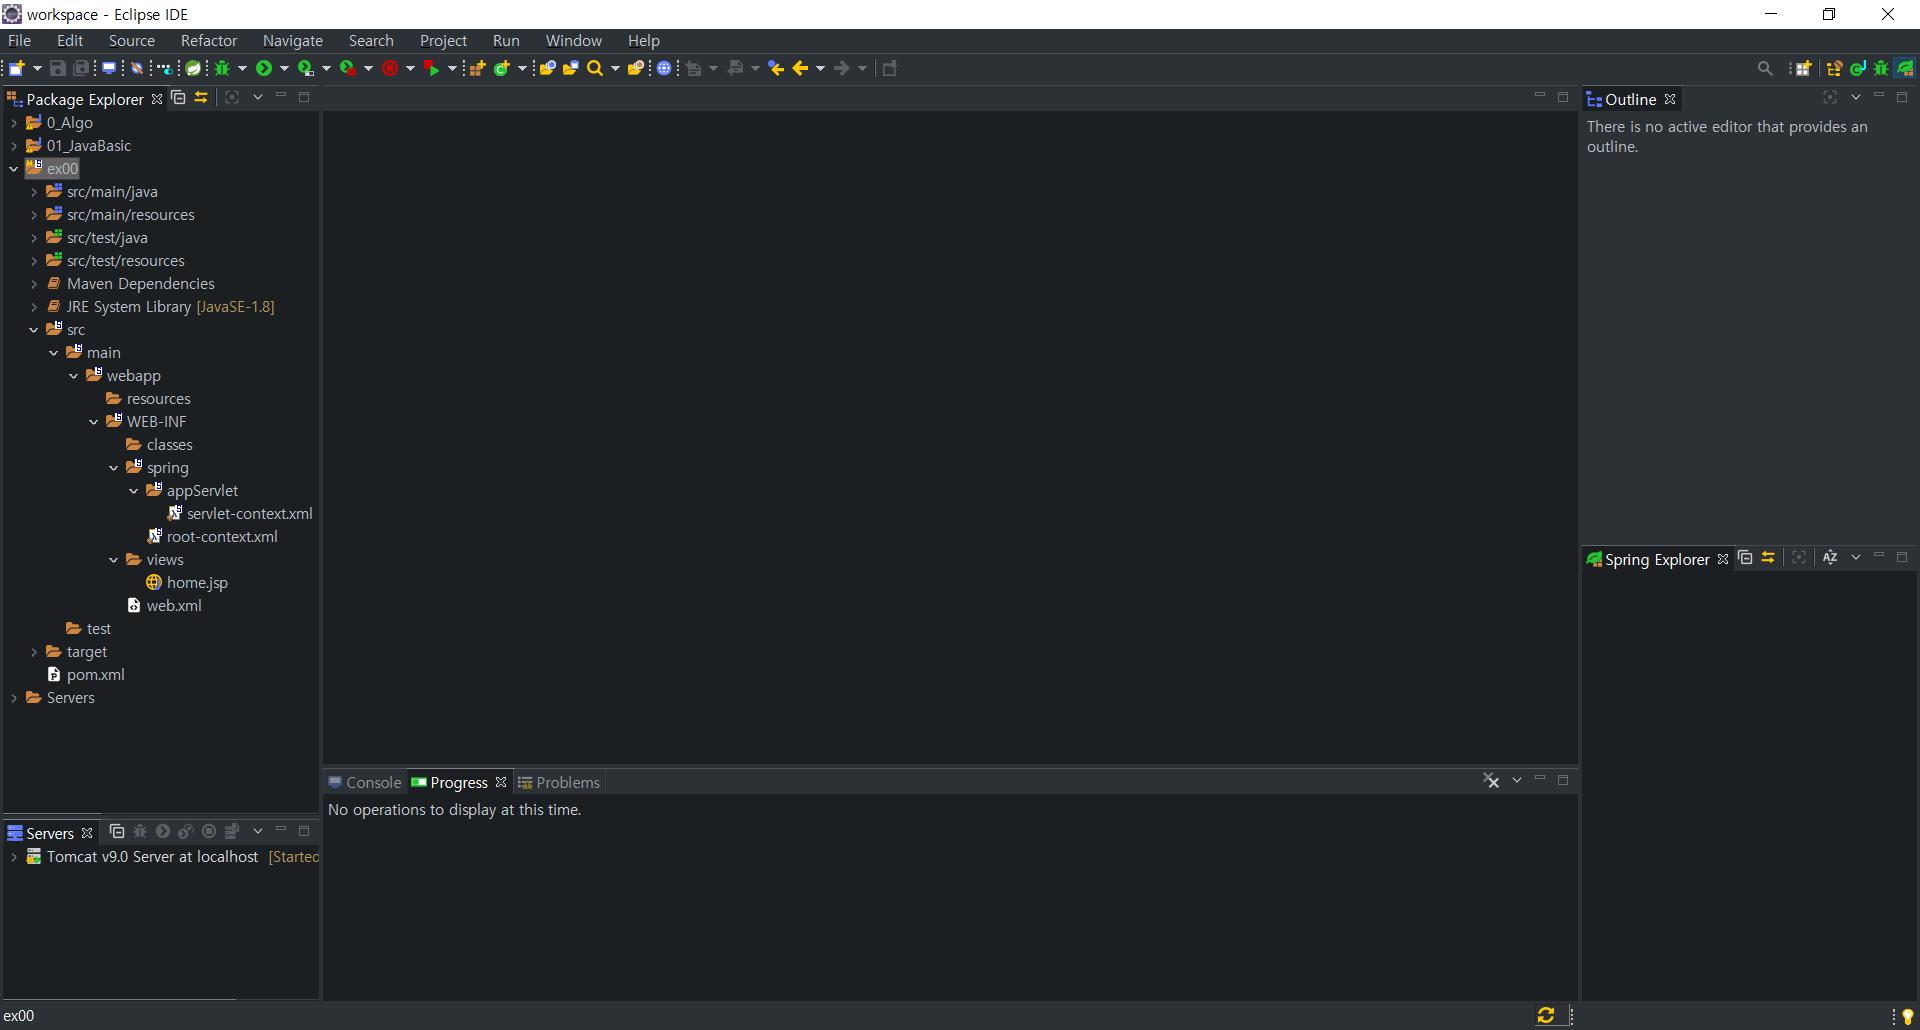 workspace - Eclipse IDE
File Edit Source Refactor Navigate Search Project Run Window Help
Package Explorer
0_Algo
01_JavaBasic
ex00
src/main/java
src/main/resources
src/test/java
src/test/resources
Maven Dependencies
JRE System Library [JavaSE-1.8]
src
main
webapp
resources
WEB-INF
classes
spring
appServlet
servlet-context.xml
root-context.xml
views
home.jsp
web.xml
test
target
pom.xml
Servers
Servers
Tomcat v9.0 Server at localhost [Started
Console Progress Problems
No operations to display at this time.
Outline
There is no active editor that provides an
outline.
Spring Explorer
ex00